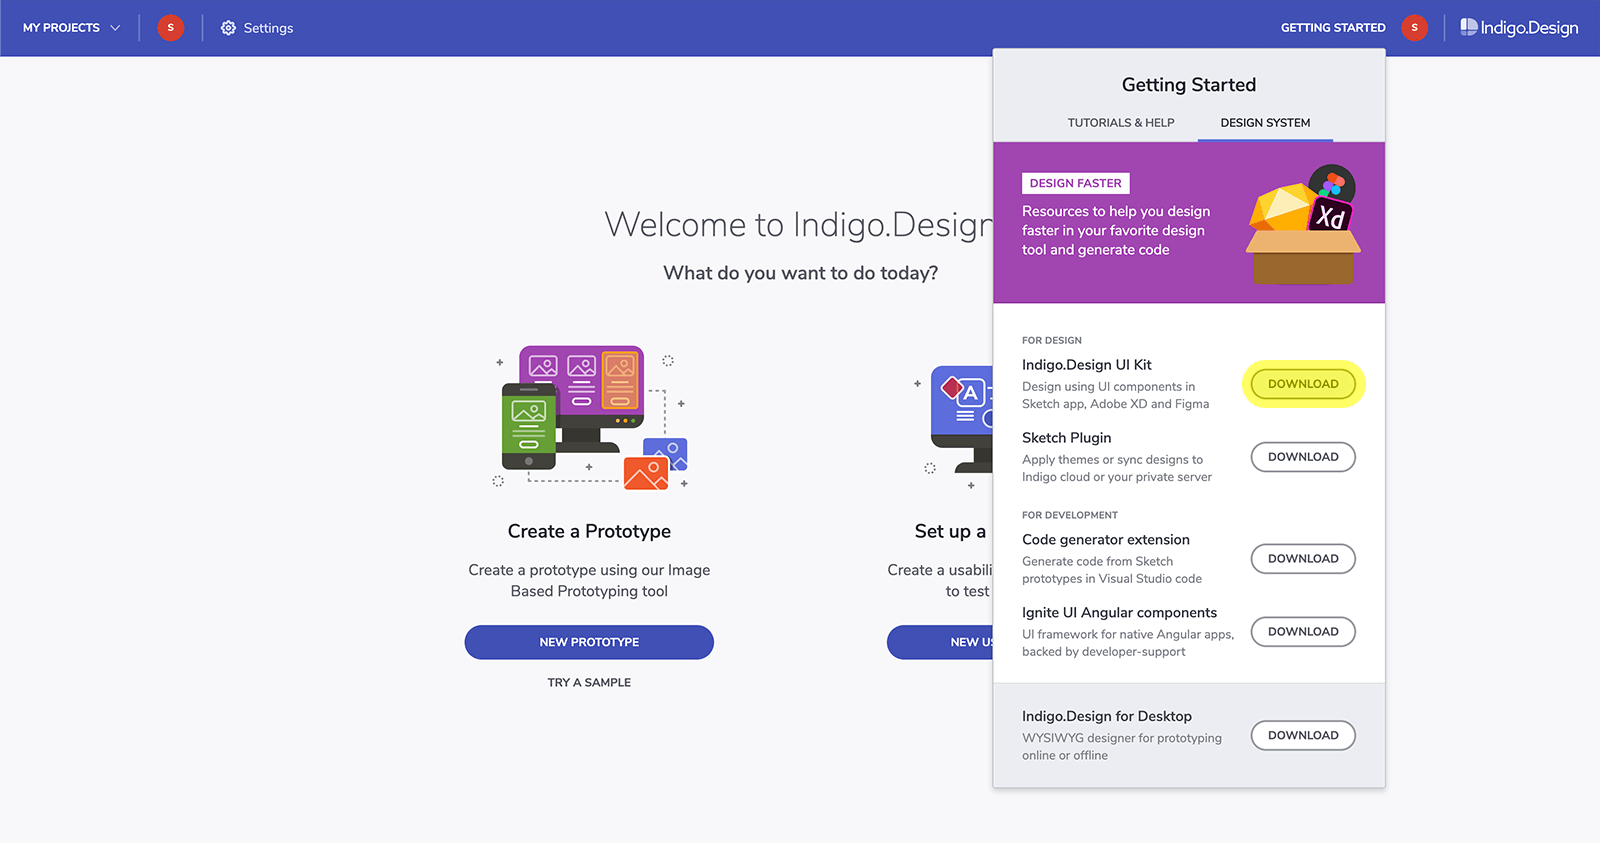 MY PROJECTS
S
Settings
GETTING STARTED
S
Indigo.Design
Getting Started
TUTORIALS & HELP
DESIGN SYSTEM
DESIGN FASTER
Resources to help you design
faster in your favorite design
tool and generate code
Xd
Welcome to Indigo.Design
What do you want to do today?
A
Create a Prototype
Create a prototype using our Image
Based Prototyping tool
NEW PROTOTYPE
TRY A SAMPLE
Set up a
Create a usabili
to test
NEW US
FOR DESIGN
Indigo.Design UI Kit
Design using UI components in
Sketch app, Adobe XD and Figma
DOWNLOAD
Sketch Plugin
Apply themes or sync designs to
Indigo cloud or your private server
DOWNLOAD
FOR DEVELOPMENT
Code generator extension
Generate code from Sketch
prototypes in Visual Studio code
DOWNLOAD
Ignite UI Angular components
UI framework for native Angular apps,
backed by developer-support
DOWNLOAD
Indigo.Design for Desktop
WYSIWYG designer for prototyping
online or offline
DOWNLOAD